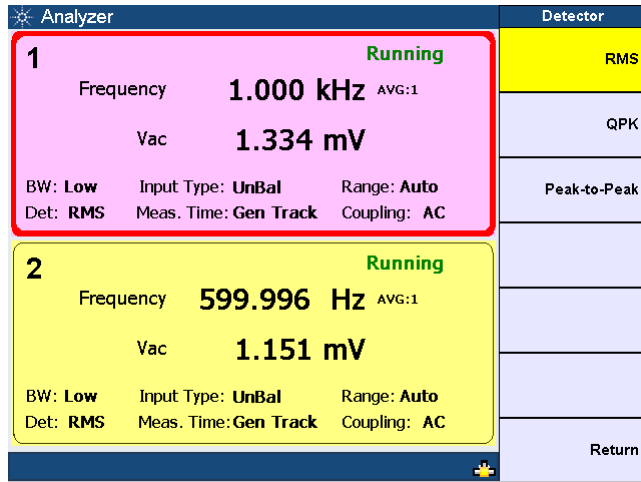 Analyzer
1
Running
Frequency 1.000 kHz AVG:1
Vac 1.334 mV
BW: Low Input Type: UnBal Range: Auto
Det: RMS Meas. Time: Gen Track Coupling: AC
2
Running
Frequency 599.996 Hz AVG:1
Vac 1.151 mV
BW: Low Input Type: UnBal Range: Auto
Det: RMS Meas. Time: Gen Track Coupling: AC
Detector
RMS
QPK
Peak-to-Peak
Return